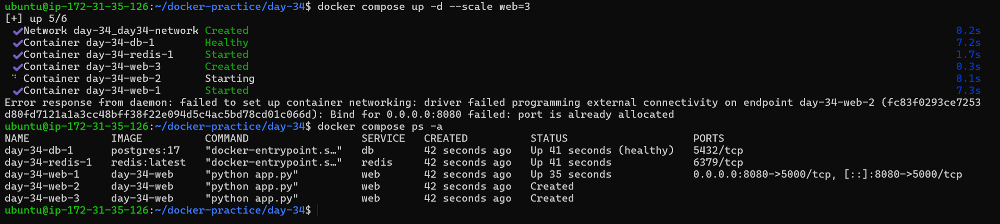 ubuntu@ip-172-31-35-126:~/docker-practice/day-34$ docker compose up -d --scale web=3
[+] up 5/6
✔Network day-34_day34-network Created 0.2s
✔Container day-34-db-1 Healthy 7.2s
✔Container day-34-redis-1 Started 1.7s
✔Container day-34-web-3 Created 0.3s
⠙ Container day-34-web-2 Starting 8.1s
✔Container day-34-web-1 Started 7.3s
Error response from daemon: failed to set up container networking: driver failed programming external connectivity on endpoint day-34-web-2 (fc83f0293ce7253
d80fd7121a1a3cc48bff38f22e094d5c4ac5bd78cd01c066d): Bind for 0.0.0.0:8080 failed: port is already allocated
ubuntu@ip-172-31-35-126:~/docker-practice/day-34$ docker compose ps -a
NAME IMAGE COMMAND SERVICE CREATED STATUS PORTS
day-34-db-1 postgres:17 "docker-entrypoint.s…" db 42 seconds ago Up 41 seconds (healthy) 5432/tcp
day-34-redis-1 redis:latest "docker-entrypoint.s…" redis 42 seconds ago Up 41 seconds 6379/tcp
day-34-web-1 day-34-web "python app.py" web 42 seconds ago Up 35 seconds 0.0.0.0:8080->5000/tcp, [::]:8080->5000/tcp
day-34-web-2 day-34-web "python app.py" web 42 seconds ago Created
day-34-web-3 day-34-web "python app.py" web 42 seconds ago Created
ubuntu@ip-172-31-35-126:~/docker-practice/day-34$